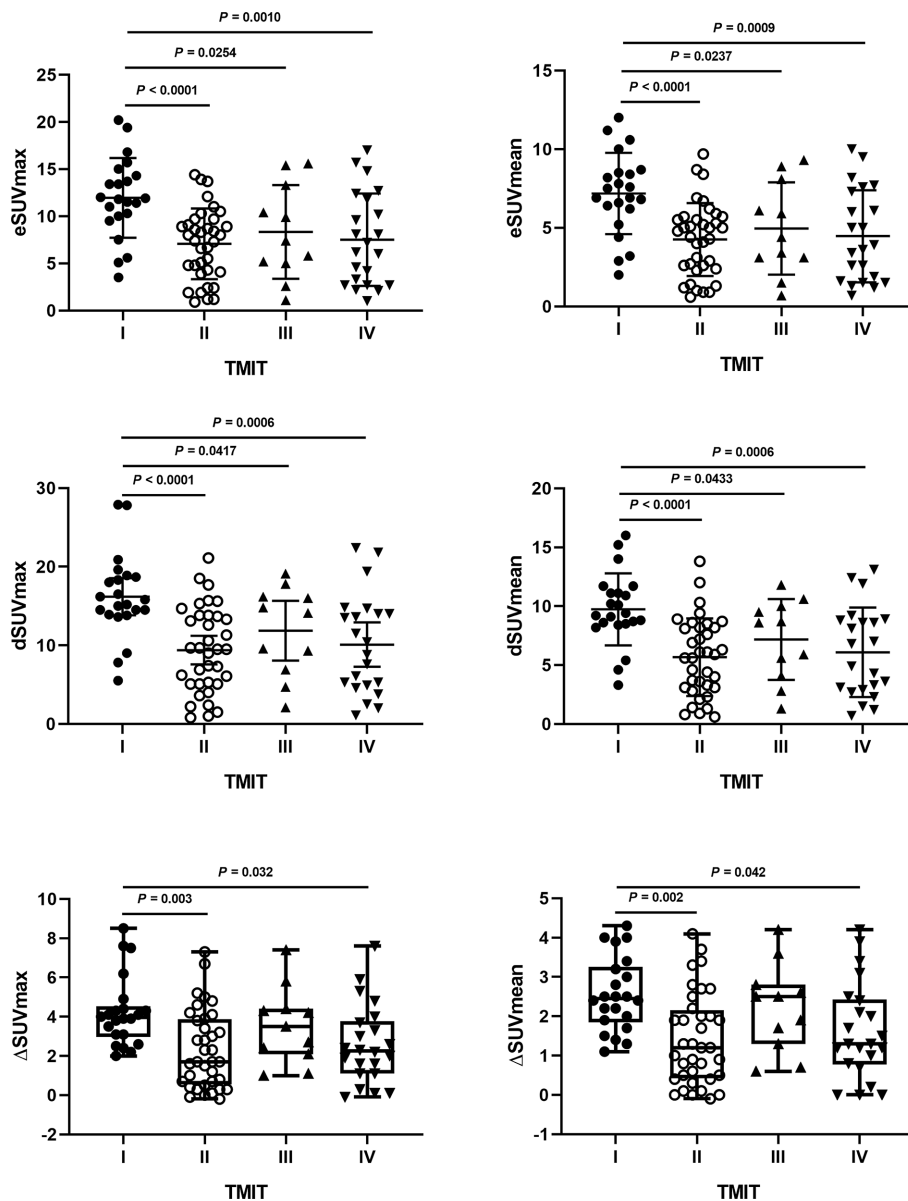 P = 0.0010
P = 0.0254
P < 0.0001
25
20
15
10
5
0
eSUVmax
I II III IV
TMIT
P = 0.0009
P = 0.0237
P < 0.0001
15
10
5
0
eSUVmean
I II III IV
TMIT
P = 0.0006
P = 0.0417
P < 0.0001
30
20
10
0
dSUVmax
I II III IV
TMIT
P = 0.0006
P = 0.0433
P < 0.0001
20
15
10
5
0
dSUVmean
I II III IV
TMIT
P = 0.032
P = 0.003
10
8
6
4
2
0
-2
ΔSUVmax
I II III IV
TMIT
P = 0.042
P = 0.002
5
4
3
2
1
0
-1
ΔSUVmean
I II III IV
TMIT